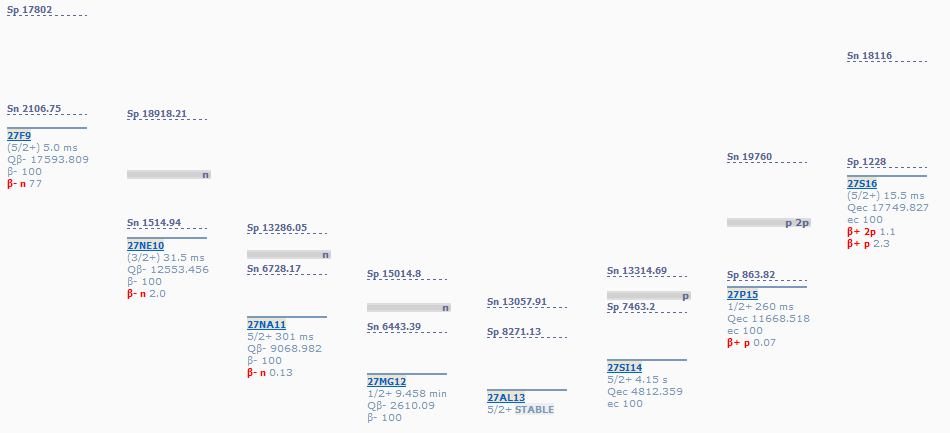 Sp 17802
Sn 2106.75
27F9
(5/2+) 5.0 ms
Qβ- 17593.809
β- 100
β- n 77
Sp 18918.21
n
Sn 1514.94
27NE10
(3/2+) 31.5 ms
Qβ- 12553.456
β- 100
β- n 2.0
Sp 13286.05
n
Sn 6728.17
27NA11
5/2+ 301 ms
Qβ- 9068.982
β- 100
β- n 0.13
Sp 15014.8
n
Sn 6443.39
27MG12
1/2+ 9.458 min
Qβ- 2610.09
β- 100
Sn 13057.91
Sp 8271.13
27AL13
5/2+ STABLE
Sn 13314.69
p
Sp 7463.2
27SI14
5/2+ 4.15 s
Qec 4812.359
ec 100
Sn 19760
p 2p
Sp 863.82
27P15
1/2+ 260 ms
Qec 11668.518
ec 100
β+ p 0.07
Sn 18116
Sp 1228
27S16
(5/2+) 15.5 ms
Qec 17749.827
ec 100
β+ 2p 1.1
β+ p 2.3